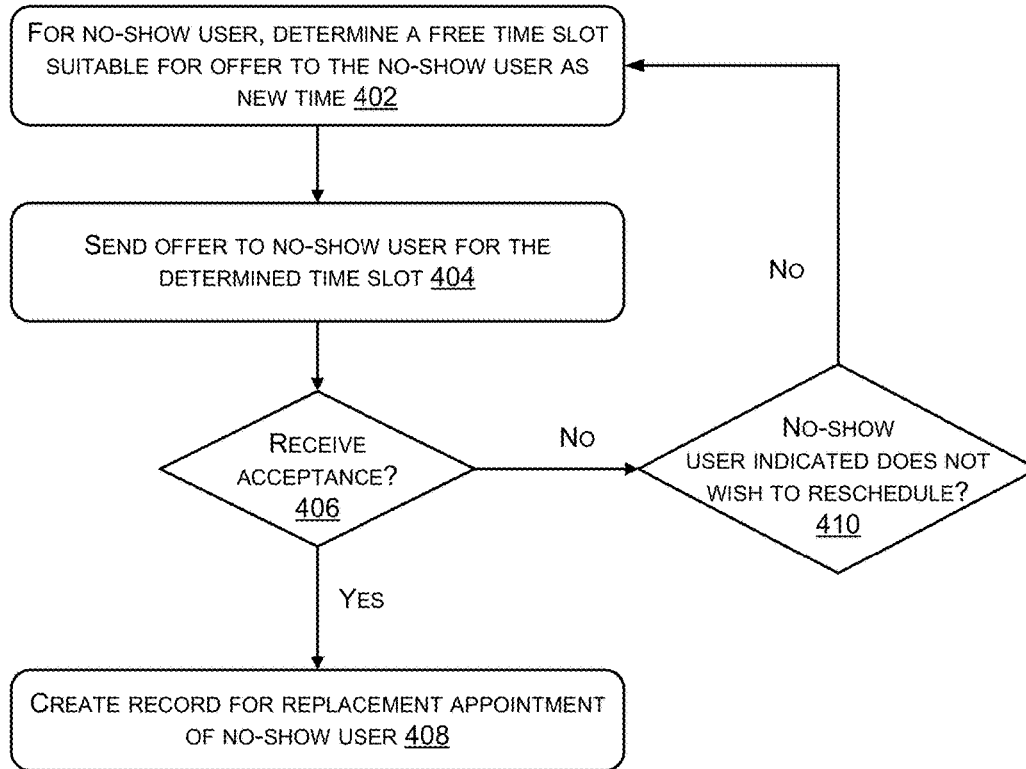 FOR NO-SHOW USER, DETERMINE A FREE TIME SLOT
SUITABLE FOR OFFER TO THE NO-SHOW USER AS
NEW TIME 402
SEND OFFER TO NO-SHOW USER FOR THE
DETERMINED TIME SLOT 404
NO
RECEIVE
ACCEPTANCE?
406
NO
NO-SHOW
USER INDICATED DOES NOT
WISH TO RESCHEDULE?
410
YES
CREATE RECORD FOR REPLACEMENT APPOINTMENT
OF NO-SHOW USER 408